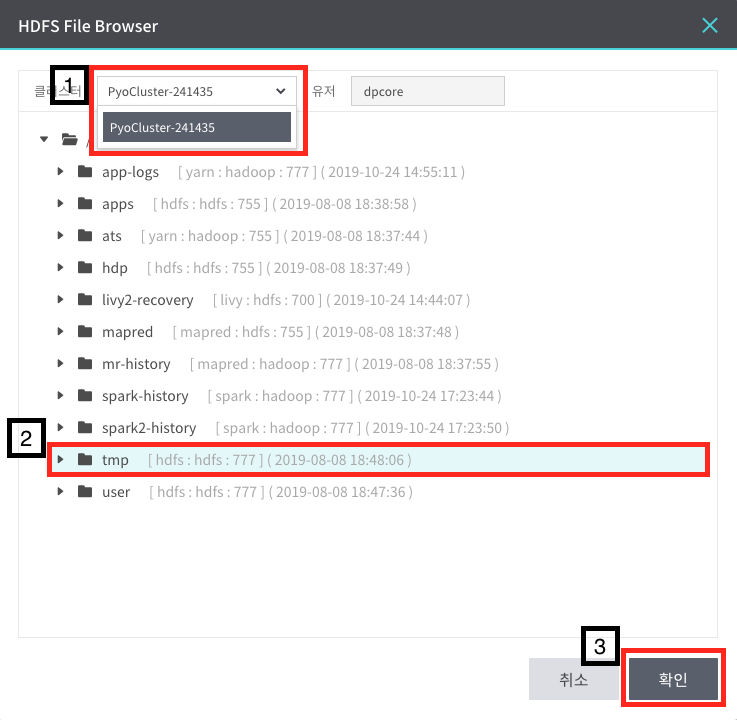 HDFS File Browser
1
클러스터 PyoCluster-241435 유저 dpcore
PyoCluster-241435
/
app-logs [ yarn : hadoop : 777 ] ( 2019-10-24 14:55:11 )
apps [ hdfs : hdfs : 755 ] ( 2019-08-08 18:38:58 )
ats [ yarn : hadoop : 755 ] ( 2019-08-08 18:37:44 )
hdp [ hdfs : hdfs : 755 ] ( 2019-08-08 18:37:49 )
livy2-recovery [ livy : hdfs : 700 ] ( 2019-10-24 14:44:07 )
mapred [ mapred : hdfs : 755 ] ( 2019-08-08 18:37:48 )
mr-history [ mapred : hadoop : 777 ] ( 2019-08-08 18:37:55 )
spark-history [ spark : hadoop : 777 ] ( 2019-10-24 17:23:44 )
spark2-history [ spark : hadoop : 777 ] ( 2019-10-24 17:23:50 )
2
tmp [ hdfs : hdfs : 777 ] ( 2019-08-08 18:48:06 )
user [ hdfs : hdfs : 777 ] ( 2019-08-08 18:47:36 )
3
취소 확인